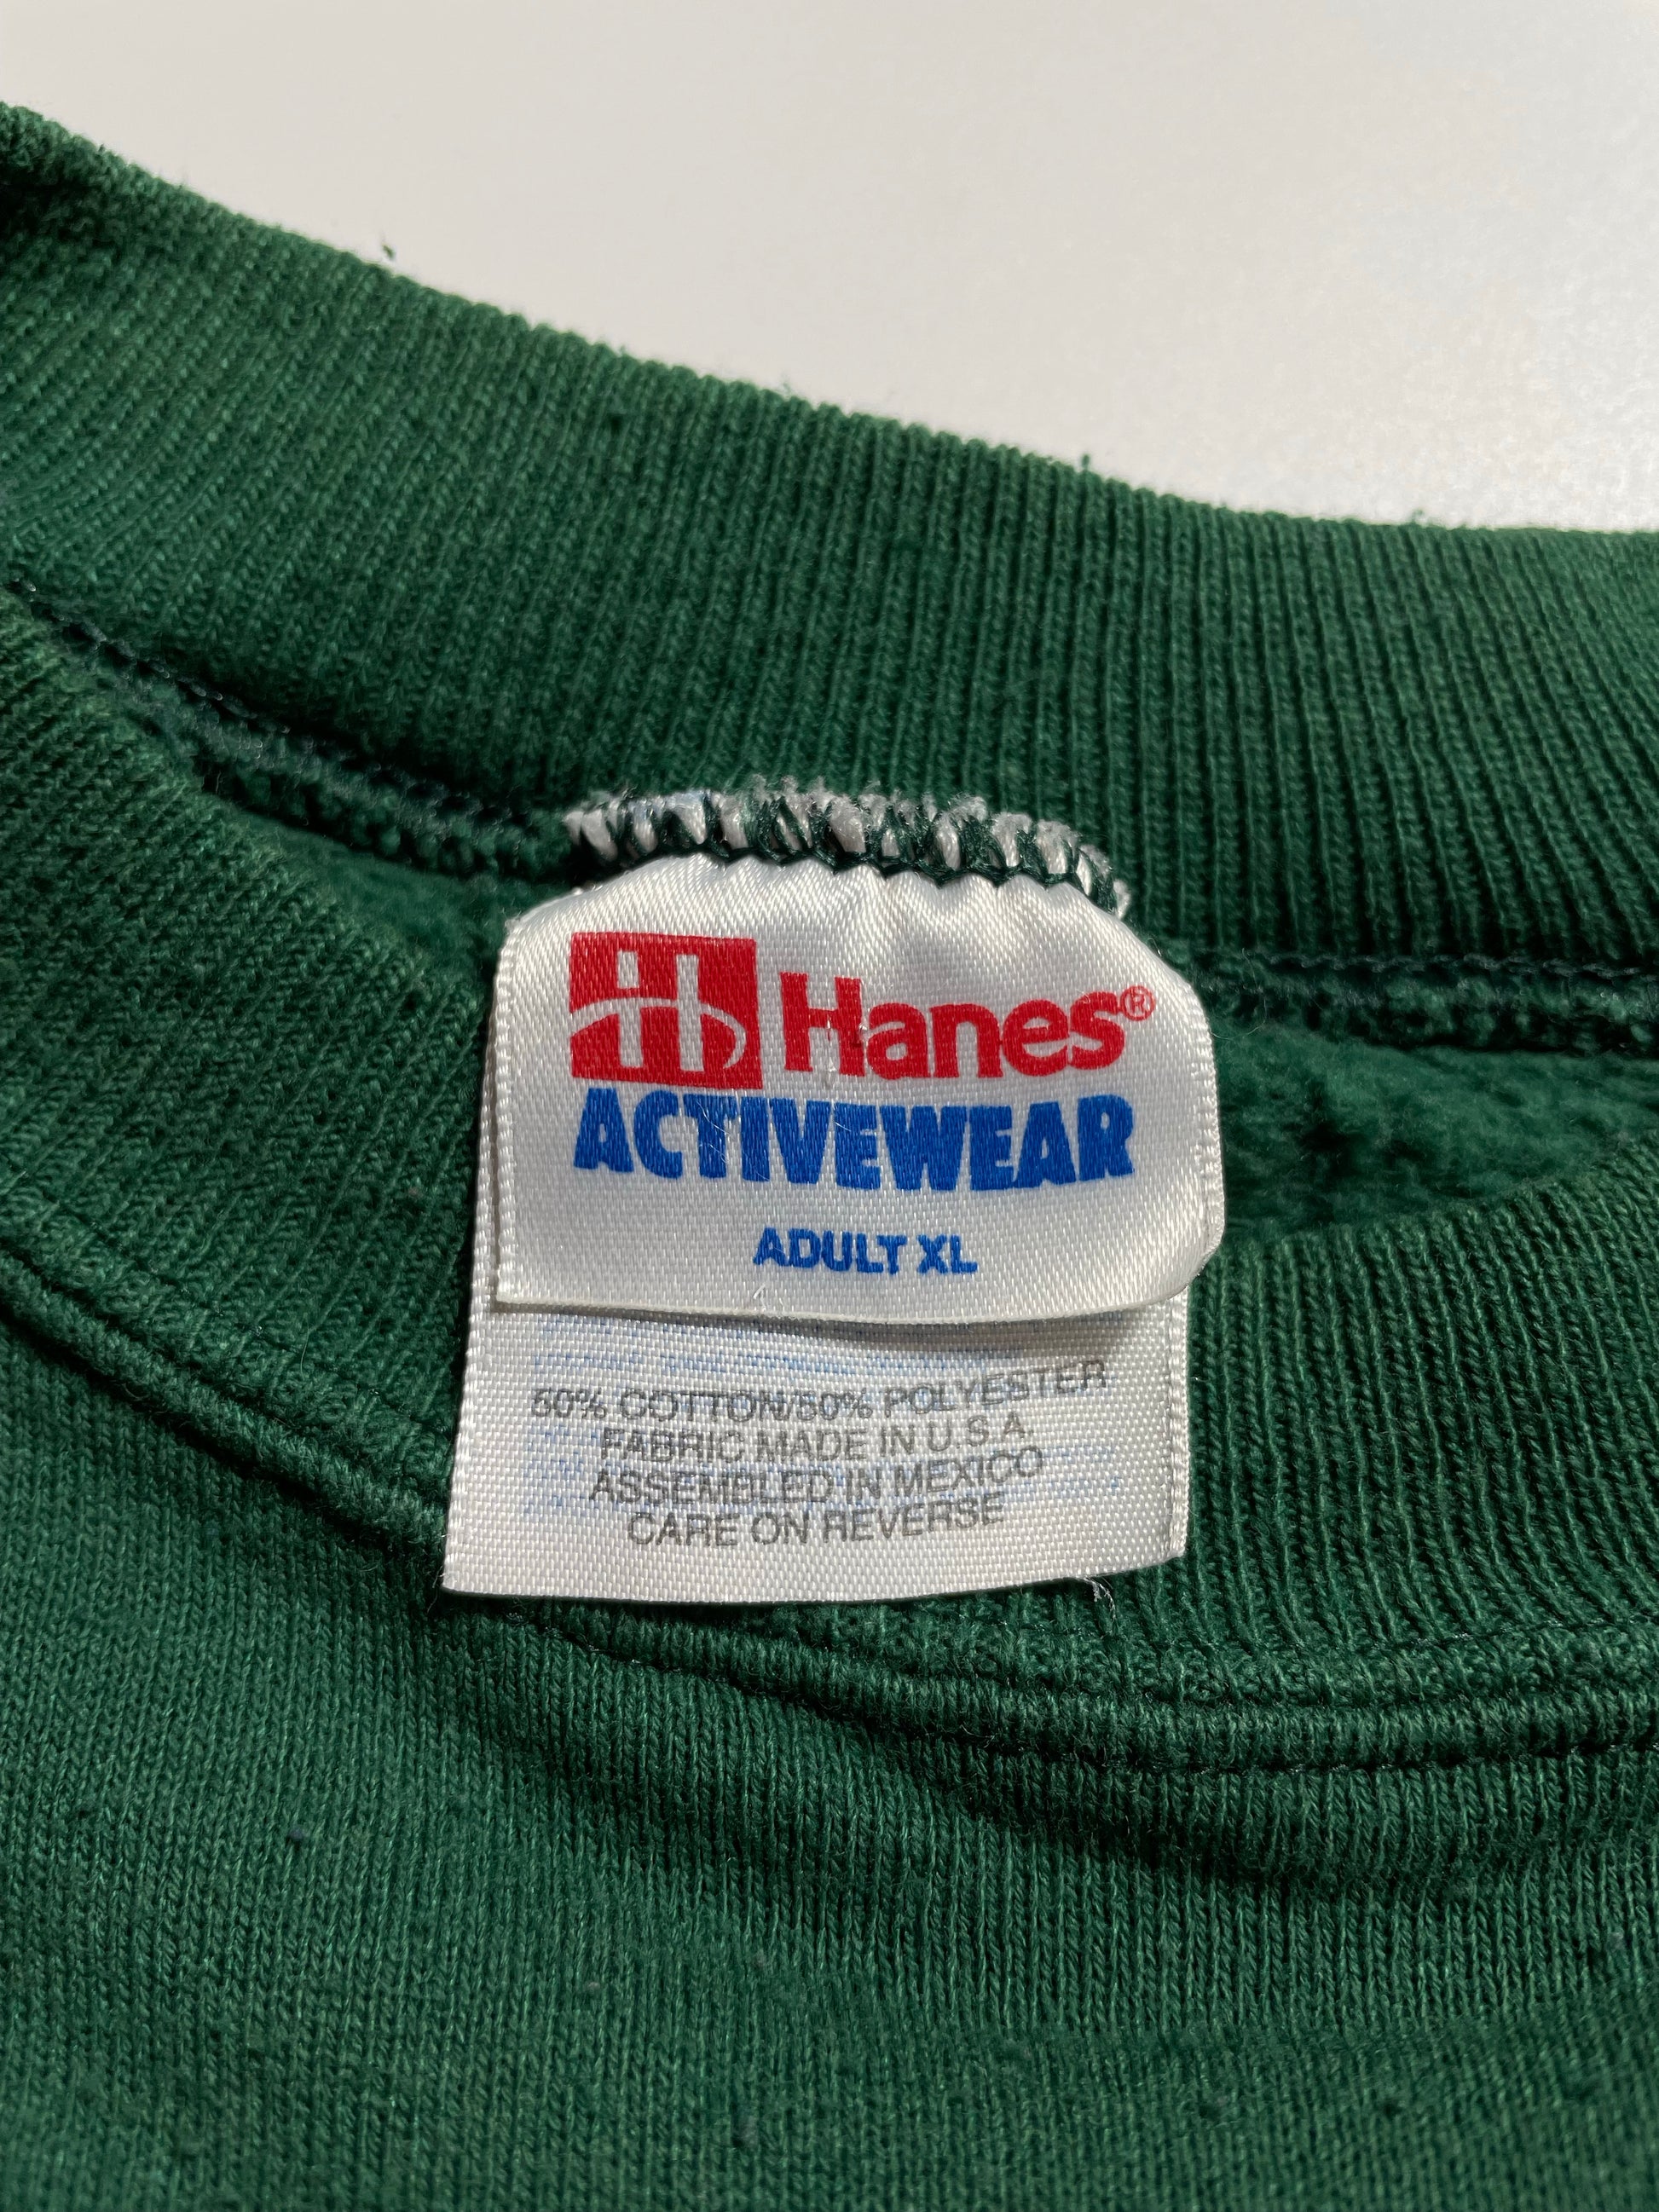 Hanes®
ACTIVEWEAR
ADULT XL
50% COTTON/50% POLYESTER
FABRIC MADE IN U.S.A.
ASSEMBLED IN MEXICO
CARE ON REVERSE